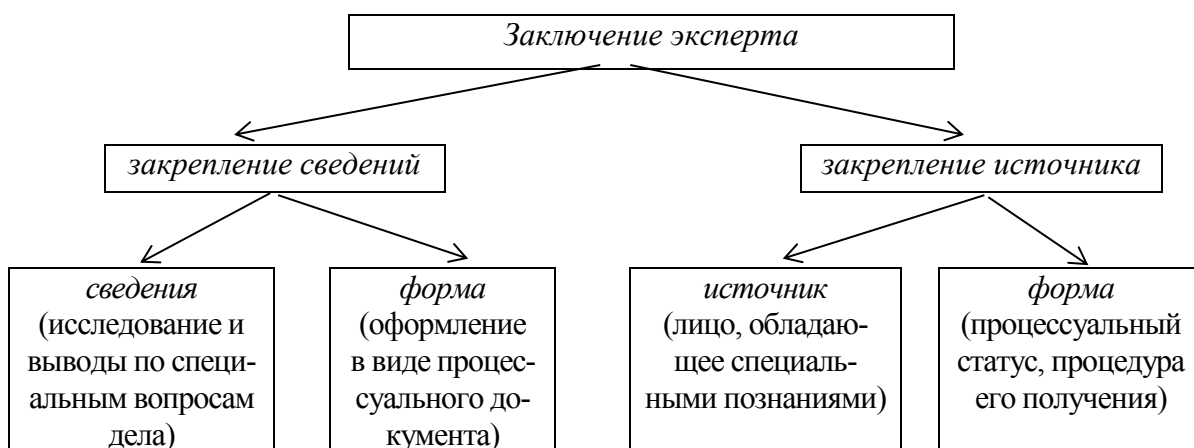 Заключение эксперта
закрепление сведений
закрепление источника
сведения
(исследование и
выводы по специ-
альным вопросам
дела)
форма
(оформление
в виде процес-
суального до-
кумента)
источник
(лицо, обладаю-
щее специаль-
ными познаниями)
форма
(процессуальный
статус, процедура
его получения)